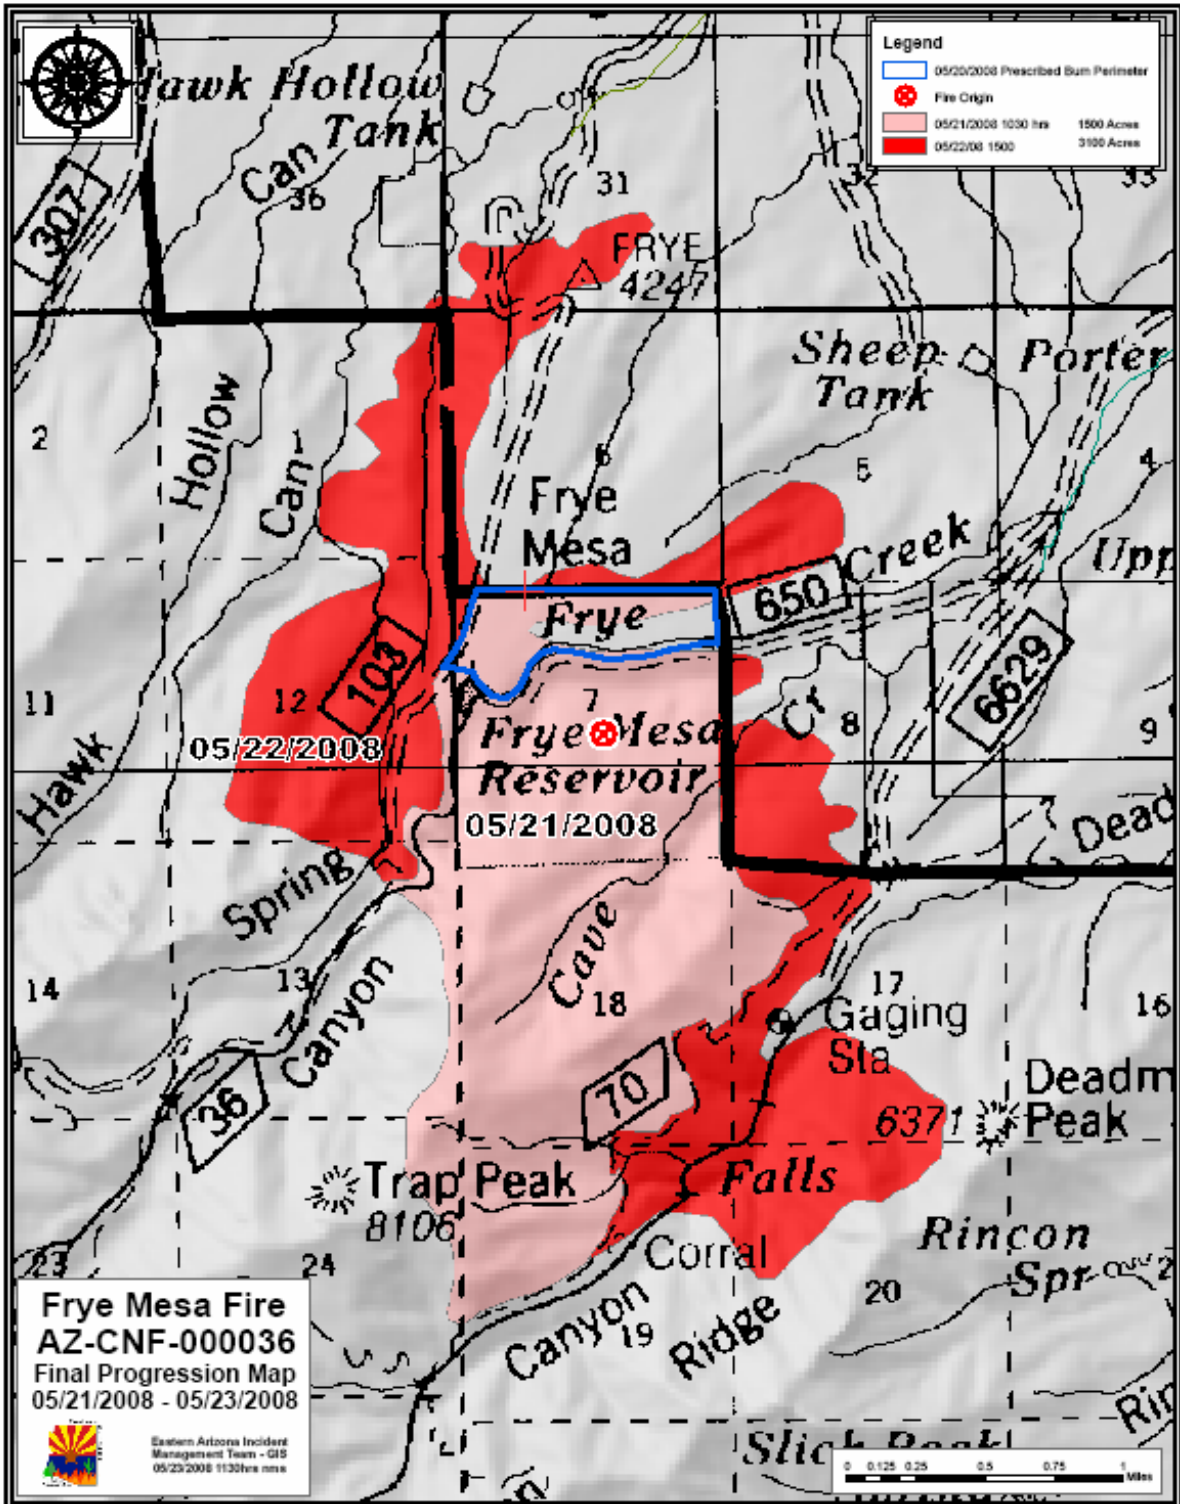 Legend
05/20/2008 Prescribed Burn Perimeter
Fire Origin
05/21/2008 1030 hrs 1500 Acres
05/22/08 1500 3100 Acres
Hawk Hollow
Tank
Can
36
31
32
33
307
FRYE
4247
Sheep
Tank
Porter
2
Hollow
1
Can
6
5
4
Frye
Mesa
Creek
Upp
650
Frye
103
6629
11
12
7
Cr
8
9
05/22/2008
Frye Mesa
Reservoir
Hawk
05/21/2008
Dead
Spring
Cave
14
13
18
17
16
Canyon
Gaging
Sta
36
70
Deadm
Peak
6371
Trap Peak
8106
Falls
Rincon
Spr
Corral
23
24
20
2
Canyon
19
Ridge
Rin
Slick Peak
Frye Mesa Fire
AZ-CNF-000036
Final Progression Map
05/21/2008 - 05/23/2008
Eastern Arizona Incident
Management Team - GIS
05/23/2008 1130hrs nms
0 0.125 0.25 0.5 0.75 1
Miles